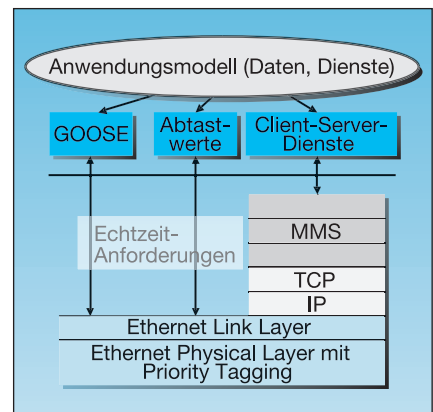 Anwendungsmodell (Daten, Dienste)
GOOSE
Abtast-
werte
Client-Server-
Dienste
Echtzeit-
Anforderungen
MMS
TCP
IP
Ethernet Link Layer
Ethernet Physical Layer mit
Priority Tagging